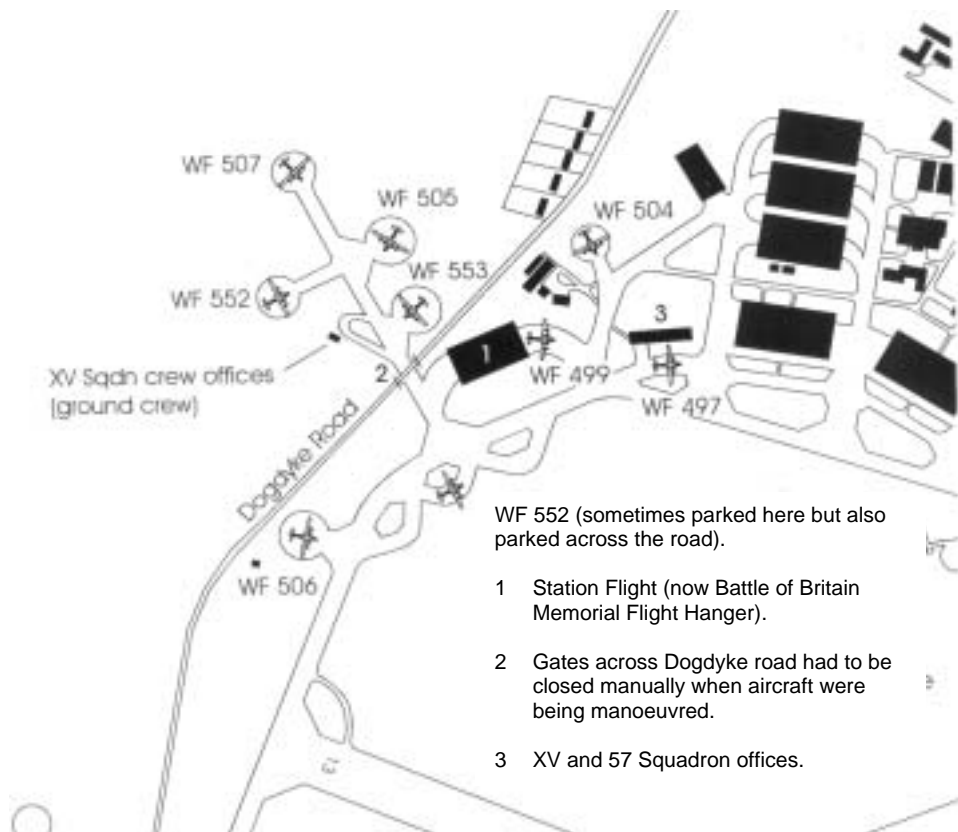 WF 507
WF 505
WF 504
WF 553
WF 552
3
1
XV Sqdn crew offices
(ground crew)
2
WF 499
WF 497
Dogdyke Road
WF 506
WF 552 (sometimes parked here but also
parked across the road).
1 Station Flight (now Battle of Britain
Memorial Flight Hanger).
2 Gates across Dogdyke road had to be
closed manually when aircraft were
being manoeuvred.
3 XV and 57 Squadron offices.